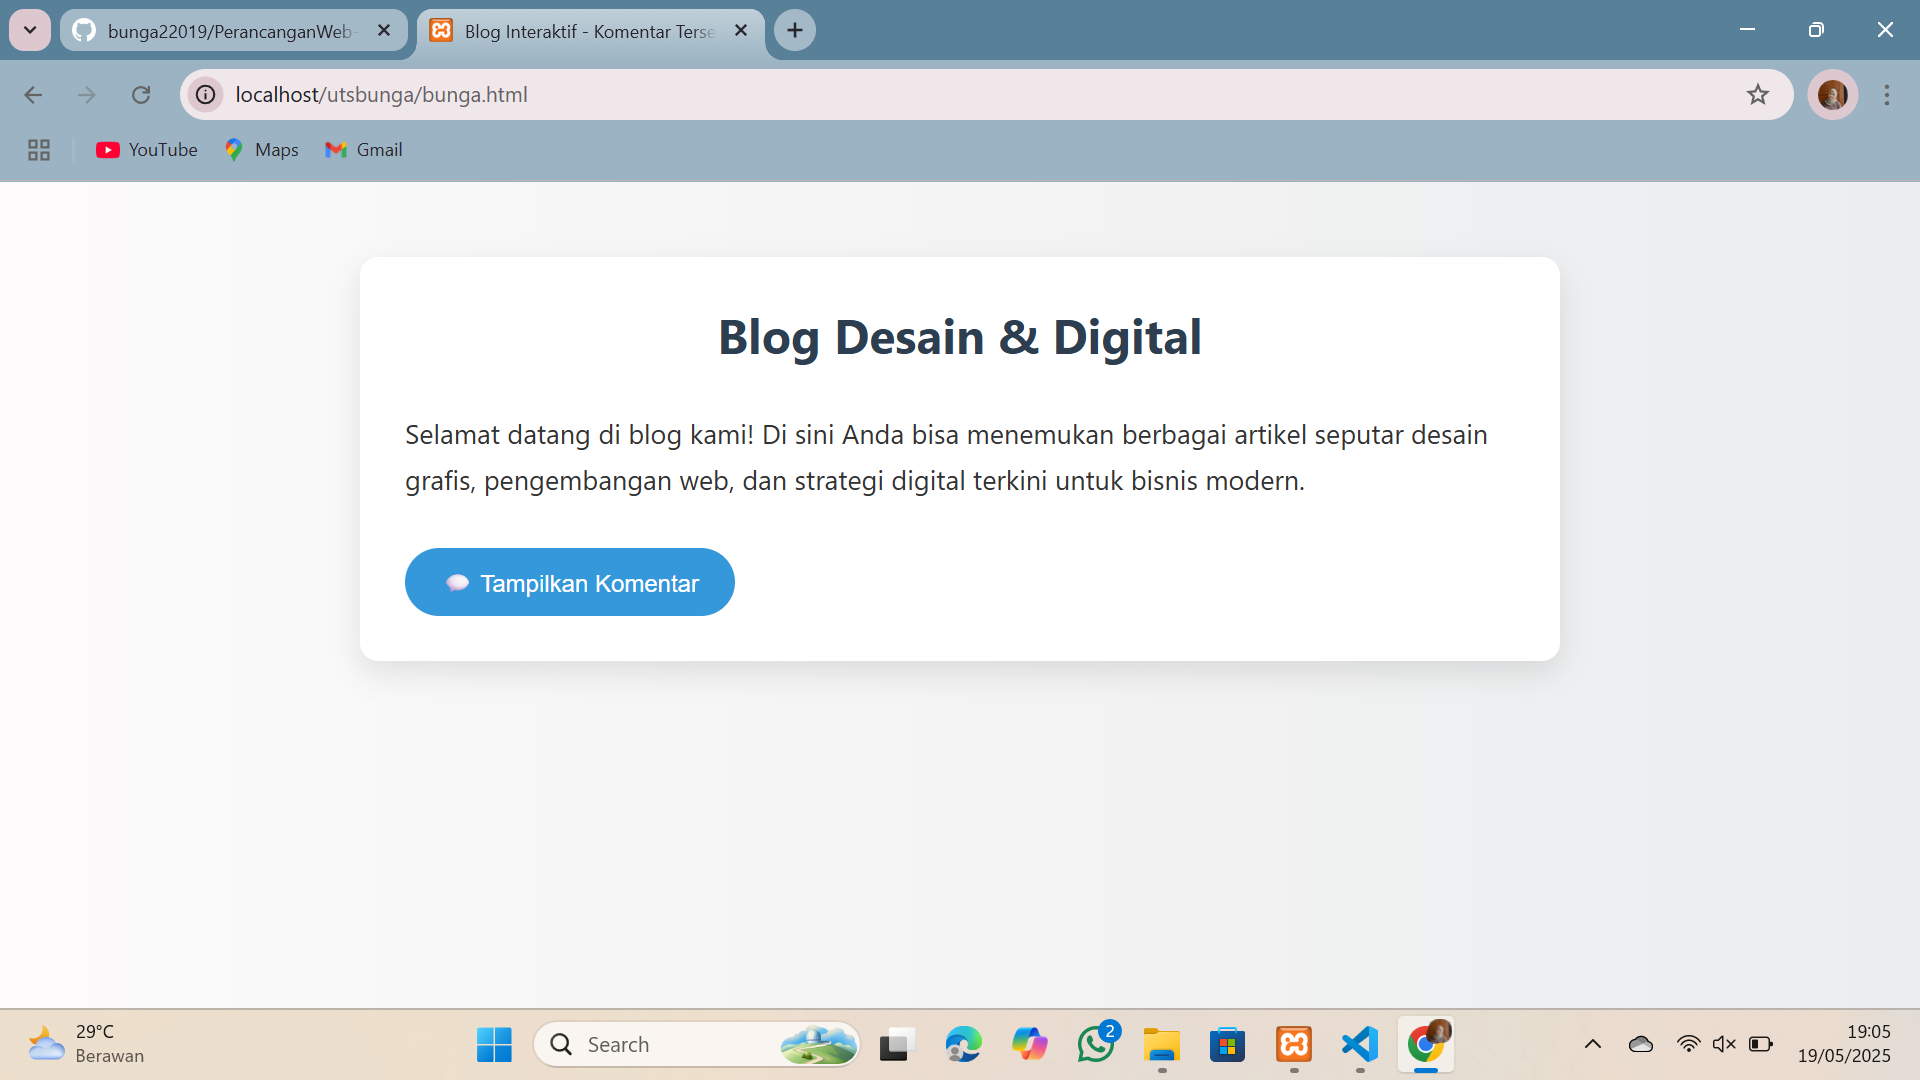 bunga22019/PerancanganWeb-
Blog Interaktif - Komentar Terse
localhost/utsbunga/bunga.html
YouTube
Maps
Gmail
Blog Desain & Digital
Selamat datang di blog kami! Di sini Anda bisa menemukan berbagai artikel seputar desain
grafis, pengembangan web, dan strategi digital terkini untuk bisnis modern.
Tampilkan Komentar
29°C
Berawan
Search
2
19:05
19/05/2025